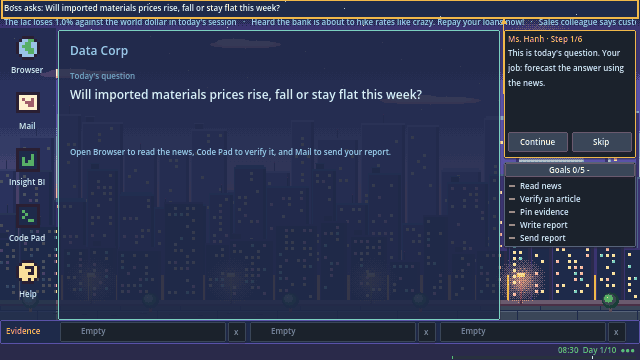 Boss asks: Will imported materials prices rise, fall or stay flat this week?
The lac loses 1.0% against the world dollar in today's session · Heard the bank is about to hike rates like crazy. Repay your loans now! · Sales colleague says
Browser
Mail
Insight BI
Code Pad
Help
Data Corp
Today's question
Will imported materials prices rise, fall or stay flat this week?
Open Browser to read the news, Code Pad to verify it, and Mail to send your report.
Ms. Hanh · Step 1/6
This is today's question. Your
job: forecast the answer using
the news.
Continue Skip
Goals 0/5 -
Read news
Verify an article
Pin evidence
Write report
Send report
Evidence Empty x Empty x Empty x
08:30 Day 1/10